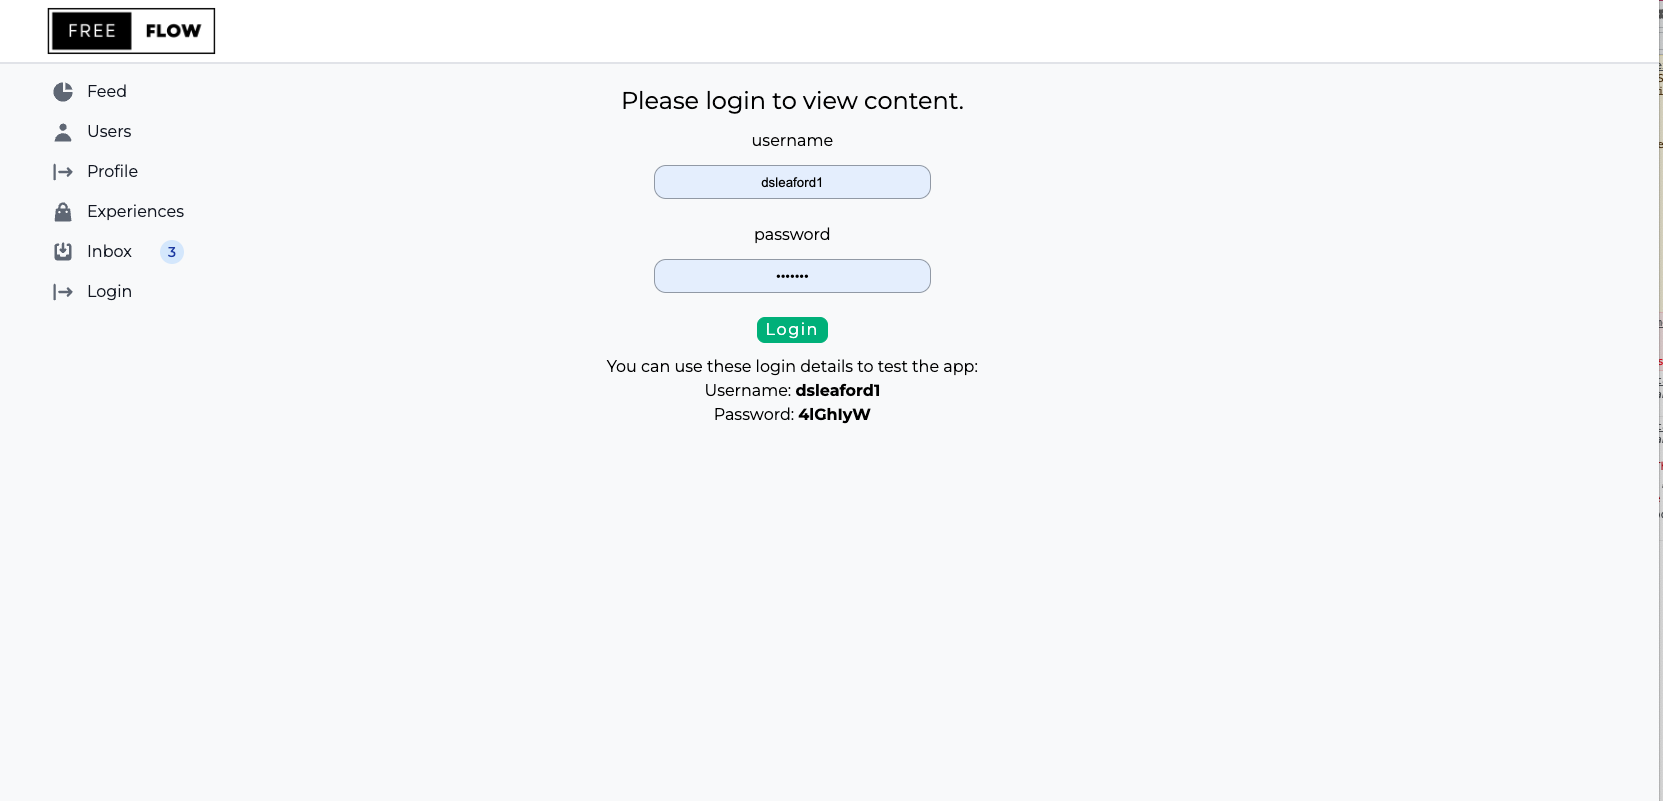 FREE FLOW
Feed
Users
Profile
Experiences
Inbox 3
Login
Please login to view content.
username
dsleaford1
password
•••••••
Login
You can use these login details to test the app:
Username: dsleaford1
Password: 4lGhIyW